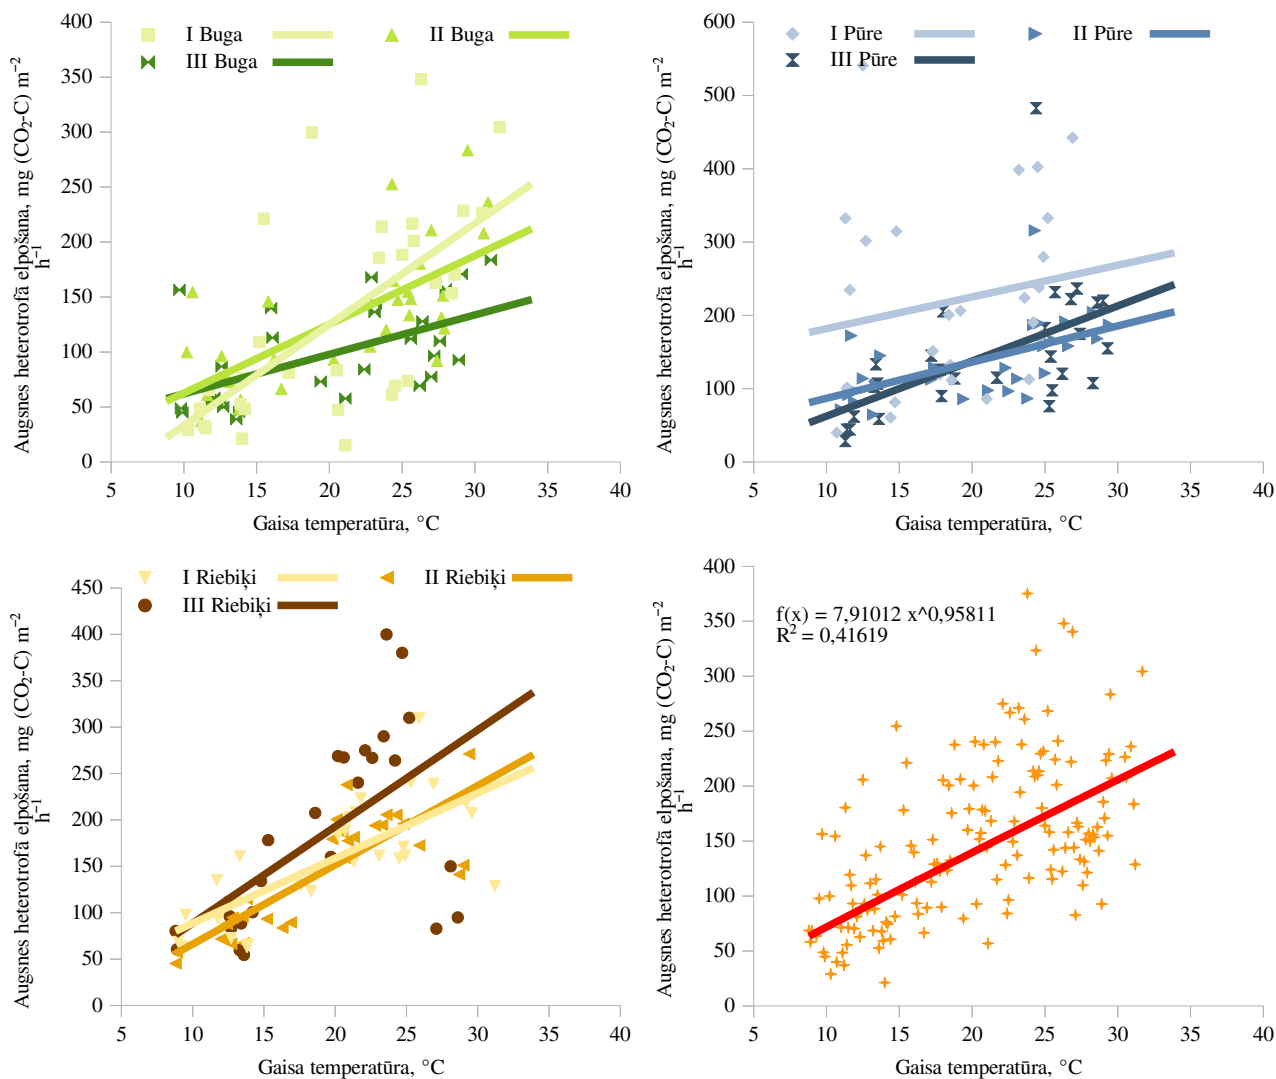 I Buga
II Buga
III Buga
Augsnes heterotrofā elpošana, mg (CO₂-C) m⁻²
h⁻¹
400
350
300
250
200
150
100
50
0
5 10 15 20 25 30 35 40
Gaisa temperatūra, °C
I Pūre
II Pūre
III Pūre
Augsnes heterotrofā elpošana, mg (CO₂-C) m⁻²
h⁻¹
600
500
400
300
200
100
0
5 10 15 20 25 30 35 40
Gaisa temperatūra, °C
I Riebiķi
II Riebiķi
III Riebiķi
Augsnes heterotrofā elpošana, mg (CO₂-C) m⁻²
h⁻¹
450
400
350
300
250
200
150
100
50
0
5 10 15 20 25 30 35 40
Gaisa temperatūra, °C
f(x) = 7,91012 x^0,95811
R² = 0,41619
Augsnes heterotrofā elpošana, mg (CO₂-C) m⁻²
h⁻¹
400
350
300
250
200
150
100
50
0
5 10 15 20 25 30 35 40
Gaisa temperatūra, °C